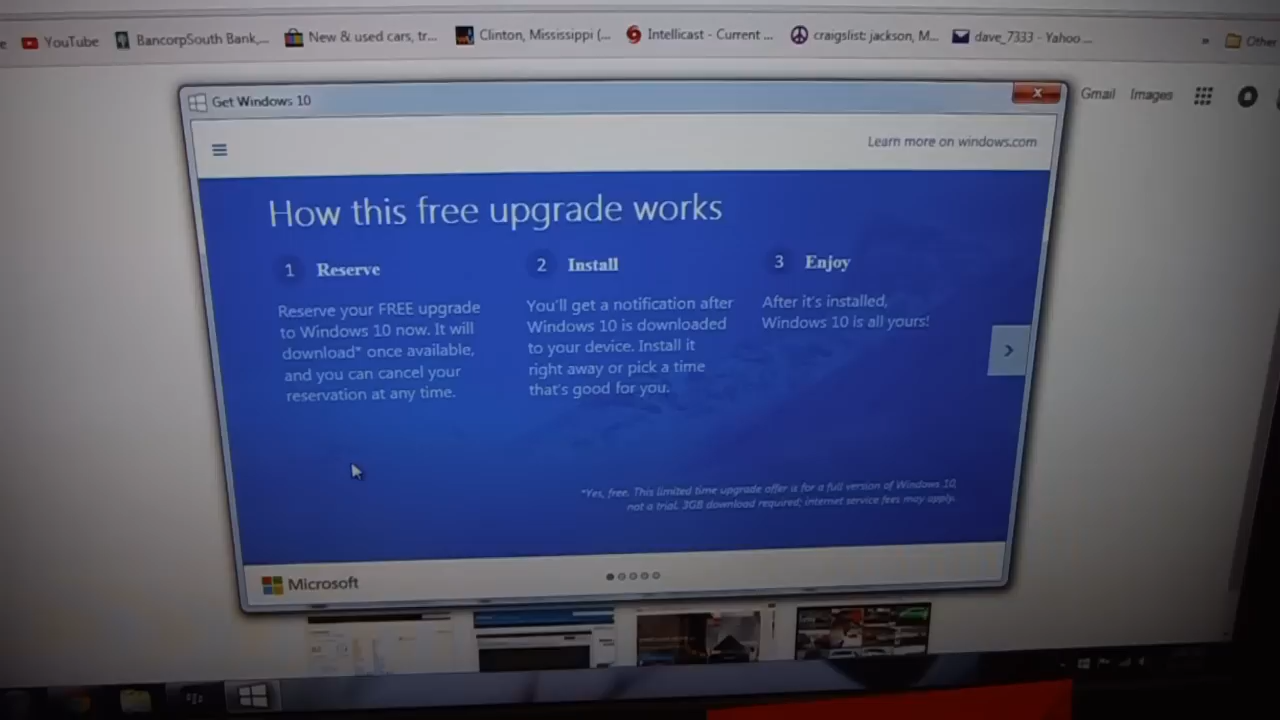 YouTube
BancorpSouth Bank,...
New & used cars, tr...
Clinton, Mississippi (...
Intellicast - Current ...
craigslist: jackson, M...
dave_7333 - Yahoo ...
»
Other
Get Windows 10
Gmail
Images
Learn more on windows.com
How this free upgrade works
1 Reserve
Reserve your FREE upgrade
to Windows 10 now. It will
download* once available,
and you can cancel your
reservation at any time.
2 Install
You'll get a notification after
Windows 10 is downloaded
to your device. Install it
right away or pick a time
that's good for you.
3 Enjoy
After it's installed,
Windows 10 is all yours!
*Yes, free. This limited time upgrade offer is for a full version of Windows 10,
not a trial. 3GB download required; internet service fees may apply.
Microsoft